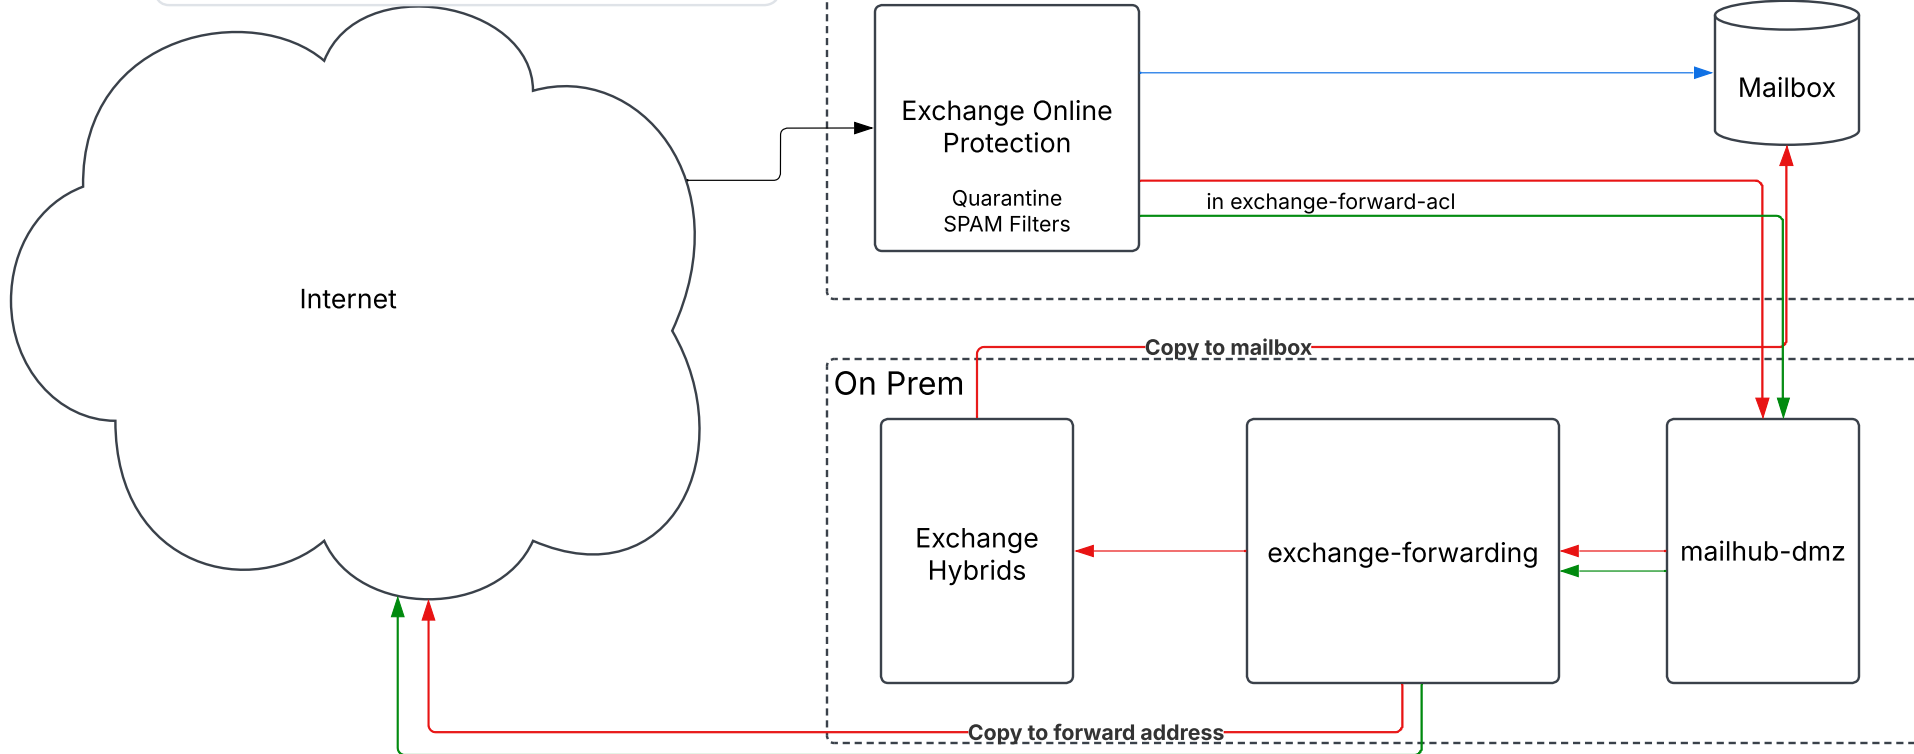 Exchange Online
Protection
Quarantine
SPAM Filters
Mailbox
in exchange-forward-acl
Internet
Copy to mailbox
On Prem
Exchange
Hybrids
exchange-forwarding
mailhub-dmz
Copy to forward address